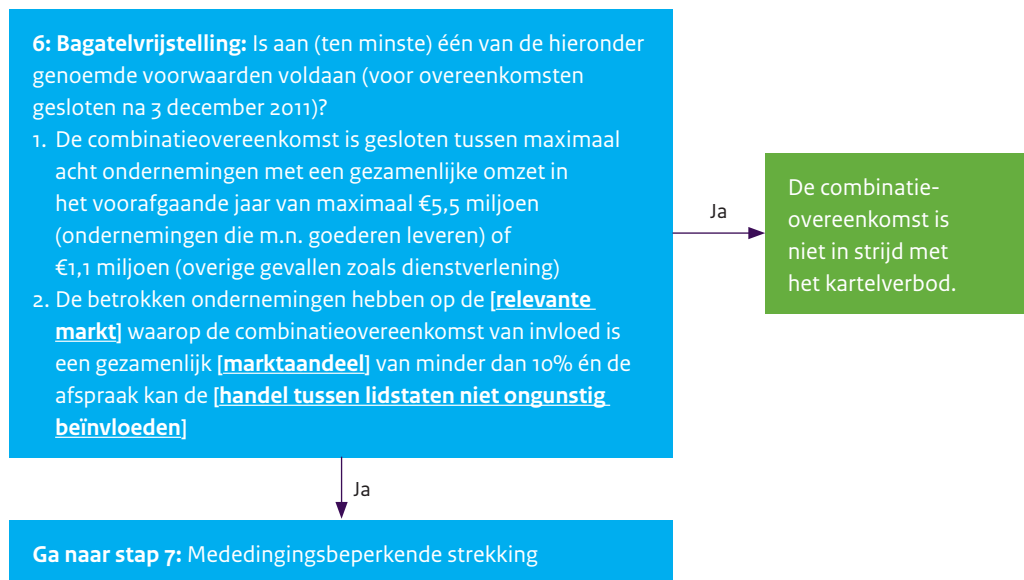 6: Bagatelvrijstelling: Is aan (ten minste) één van de hieronder
genoemde voorwaarden voldaan (voor overeenkomsten
gesloten na 3 december 2011)?
1. De combinatieovereenkomst is gesloten tussen maximaal
acht ondernemingen met een gezamenlijke omzet in
het voorafgaande jaar van maximaal €5,5 miljoen
(ondernemingen die m.n. goederen leveren) of
€1,1 miljoen (overige gevallen zoals dienstverlening)
2. De betrokken ondernemingen hebben op de [relevante
markt] waarop de combinatieovereenkomst van invloed is
een gezamenlijk [marktaandeel] van minder dan 10% én de
afspraak kan de [handel tussen lidstaten niet ongunstig
beïnvloeden]
Ja
De combinatie-
overeenkomst is
niet in strijd met
het kartelverbod.
Ja
Ga naar stap 7: Mededingingsbeperkende strekking